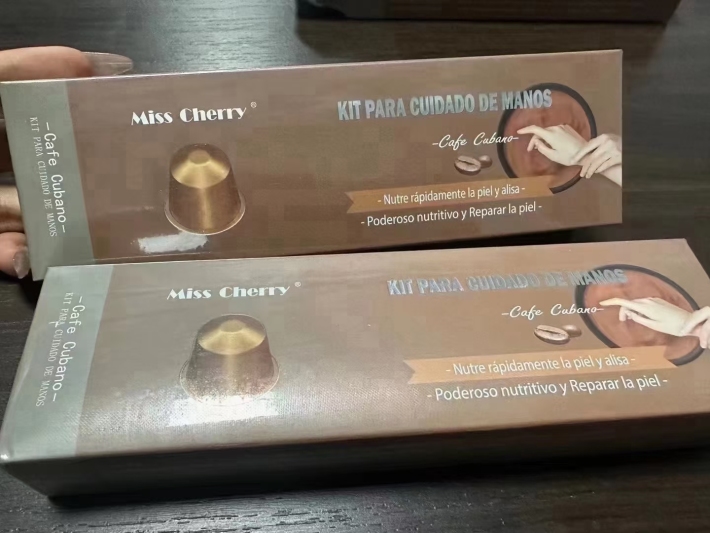 -Cafe Cubano-
KIT PARA CUIDADO DE MANOS
Miss Cherry®
KIT PARA CUIDADO DE MANOS
-Cafe Cubano-
- Nutre rápidamente la piel y alisa -
- Poderoso nutritivo y Reparar la piel -
-Cafe Cubano-
KIT PARA CUIDADO DE MANOS
Miss Cherry®
KIT PARA CUIDADO DE MANOS
-Cafe Cubano-
- Nutre rápidamente la piel y alisa -
- Poderoso nutritivo y Reparar la piel -